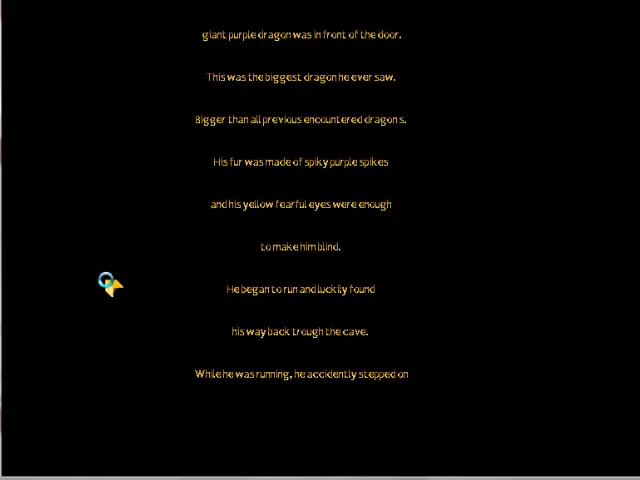 giant purple dragon was in front of the door.
This was the biggest dragon he ever saw.
Bigger than all previous encountered dragons.
His fur was made of spiky purple spikes
and his yellow fearful eyes were enough
to make him blind.
He began to run and luckily found
his way back trough the cave.
While he was running, he accidently stepped on